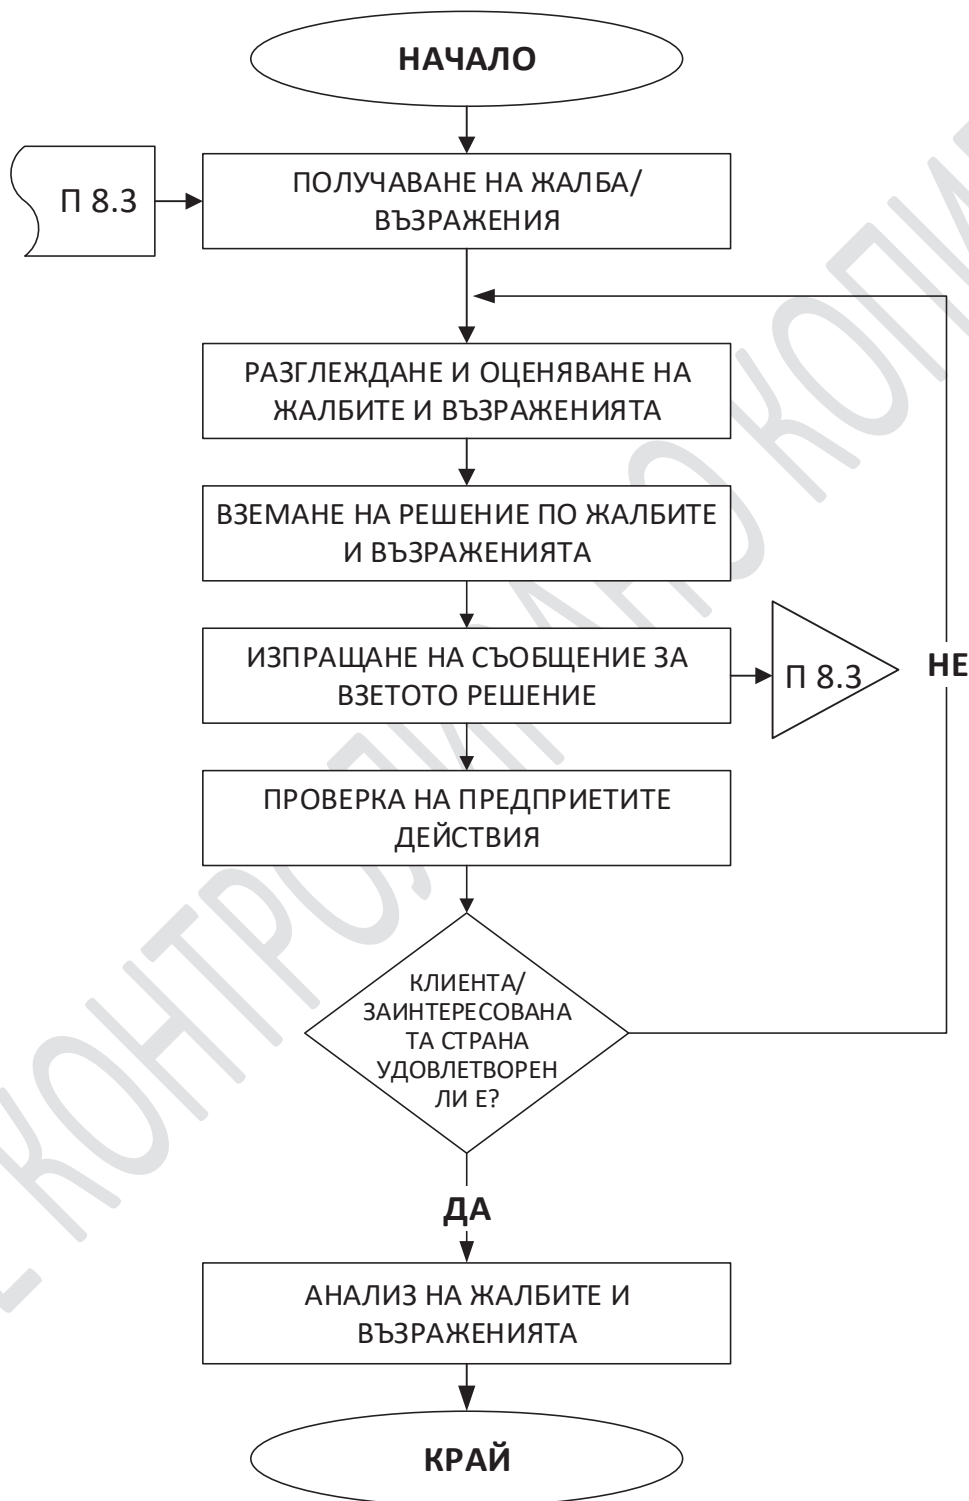 НАЧАЛО
П 8.3
ПОЛУЧАВАНЕ НА ЖАЛБА/
ВЪЗРАЖЕНИЯ
РАЗГЛЕЖДАНЕ И ОЦЕНЯВАНЕ НА
ЖАЛБИТЕ И ВЪЗРАЖЕНИЯТА
ВЗЕМАНЕ НА РЕШЕНИЕ ПО ЖАЛБИТЕ
И ВЪЗРАЖЕНИЯТА
ИЗПРАЩАНЕ НА СЪОБЩЕНИЕ ЗА
ВЗЕТОТО РЕШЕНИЕ
П 8.3
НЕ
ПРОВЕРКА НА ПРЕДПРИЕТИТЕ
ДЕЙСТВИЯ
КЛИЕНТА/
ЗАИНТЕРЕСОВАНА
ТА СТРАНА
УДОВЛЕТВОРЕН
ЛИ Е?
ДА
АНАЛИЗ НА ЖАЛБИТЕ И
ВЪЗРАЖЕНИЯТА
КРАЙ